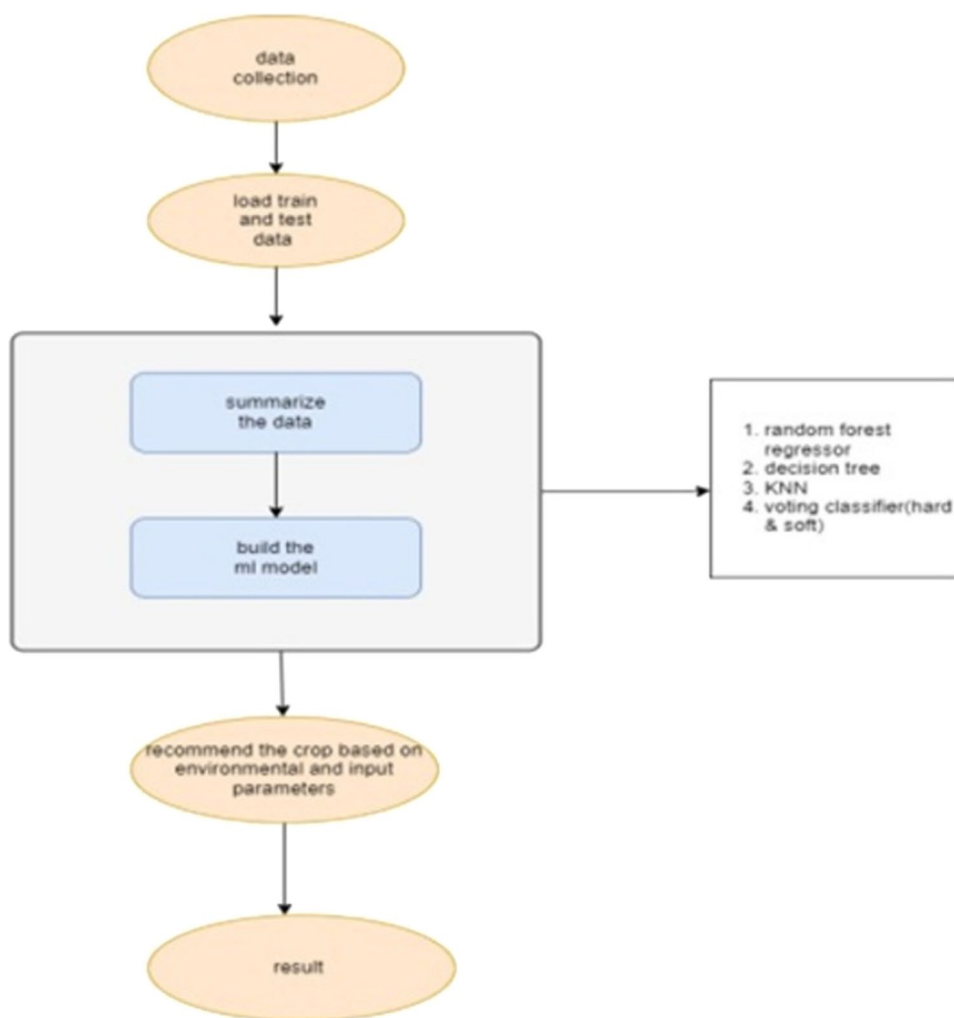 data
collection
load train
and test
data
summarize
the data
build the
ml model
1. random forest
regressor
2. decision tree
3. KNN
4. voting classifier(hard
& soft)
recommend the crop based on
environmental and input
parameters
result